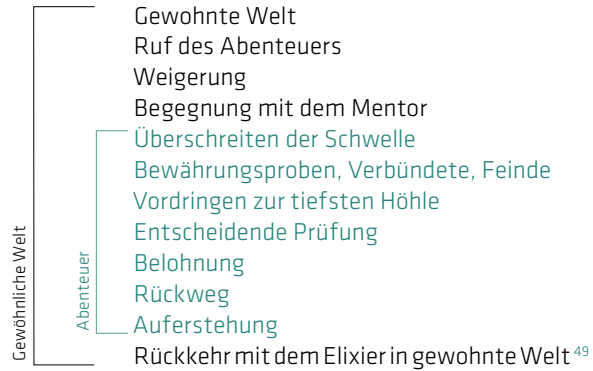 Gewohnte Welt
Ruf des Abenteuers
Weigerung
Begegnung mit dem Mentor
Überschreiten der Schwelle
Bewährungsproben, Verbündete, Feinde
Vordringen zur tiefsten Höhle
Entscheidende Prüfung
Belohnung
Rückweg
Auferstehung
Rückkehr mit dem Elixier in gewohnte Welt 49
Gewöhnliche Welt
Abenteuer